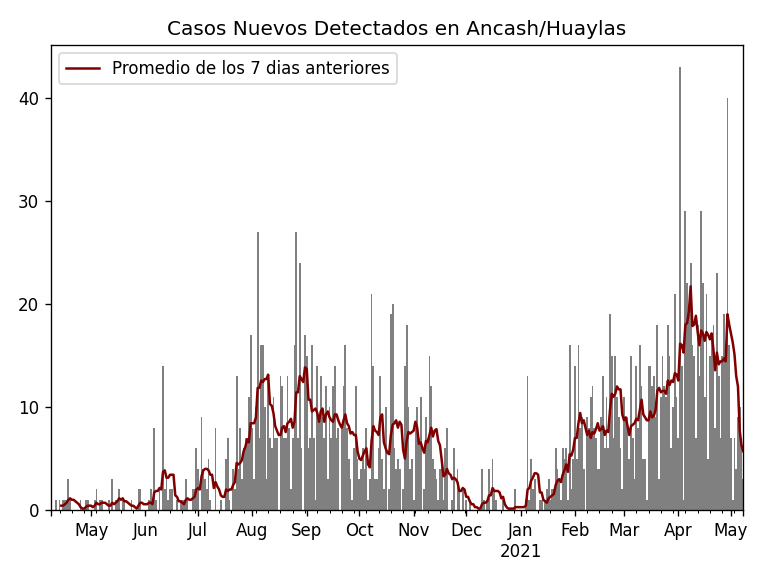 Casos Nuevos Detectados en Ancash/Huaylas
Promedio de los 7 dias anteriores
40
30
20
10
0
May Jun Jul Aug Sep Oct Nov Dec Jan Feb Mar Apr May
2021